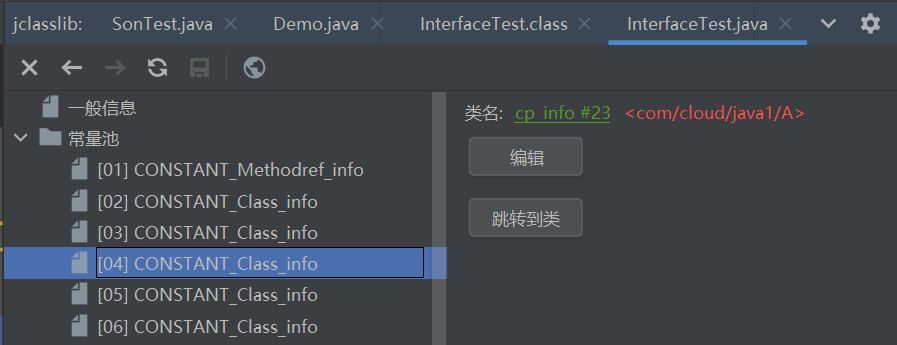 jclasslib: SonTest.java Demo.java InterfaceTest.class InterfaceTest.java
一般信息
常量池
[01] CONSTANT_Methodref_info
[02] CONSTANT_Class_info
[03] CONSTANT_Class_info
[04] CONSTANT_Class_info
[05] CONSTANT_Class_info
[06] CONSTANT_Class_info
类名: cp_info #23 <com/cloud/java1/A>
编辑
跳转到类